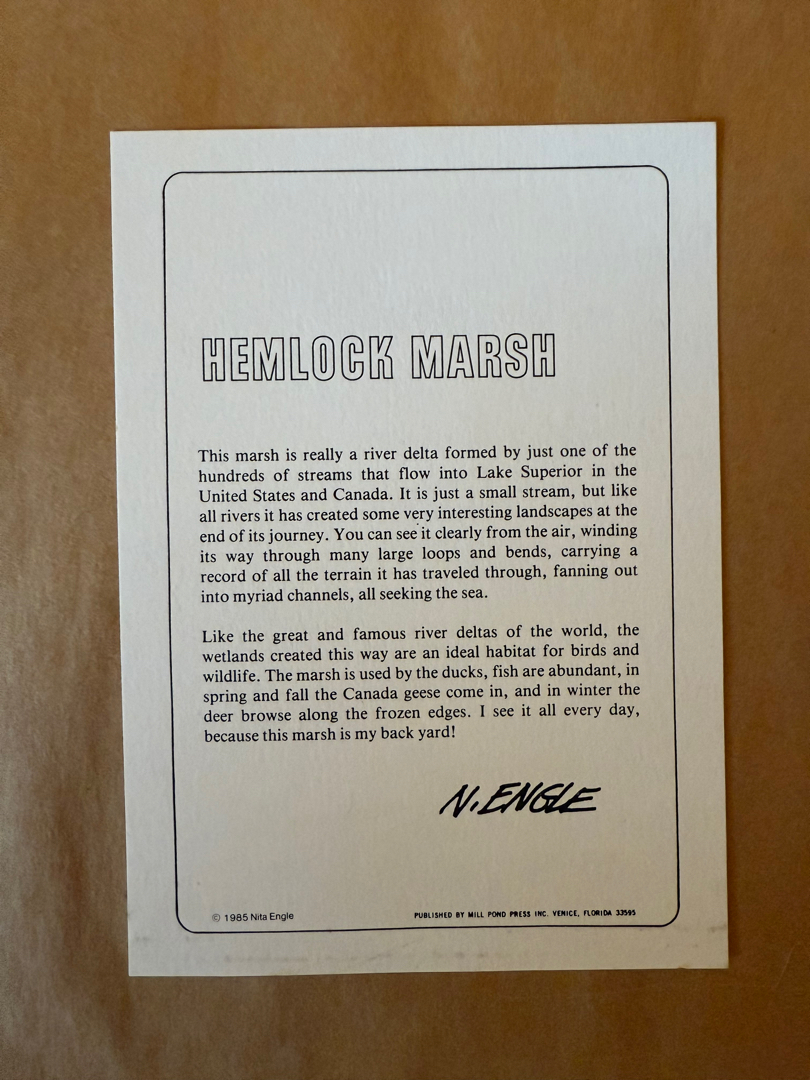 HEMLOCK MARSH
This marsh is really a river delta formed by just one of the
hundreds of streams that flow into Lake Superior in the
United States and Canada. It is just a small stream, but like
all rivers it has created some very interesting landscapes at the
end of its journey. You can see it clearly from the air, winding
its way through many large loops and bends, carrying a
record of all the terrain it has traveled through, fanning out
into myriad channels, all seeking the sea.
Like the great and famous river deltas of the world, the
wetlands created this way are an ideal habitat for birds and
wildlife. The marsh is used by the ducks, fish are abundant, in
spring and fall the Canada geese come in, and in winter the
deer browse along the frozen edges. I see it all every day,
because this marsh is my back yard!
N. ENGLE
© 1985 Nita Engle
PUBLISHED BY MILL POND PRESS INC. VENICE, FLORIDA 33595